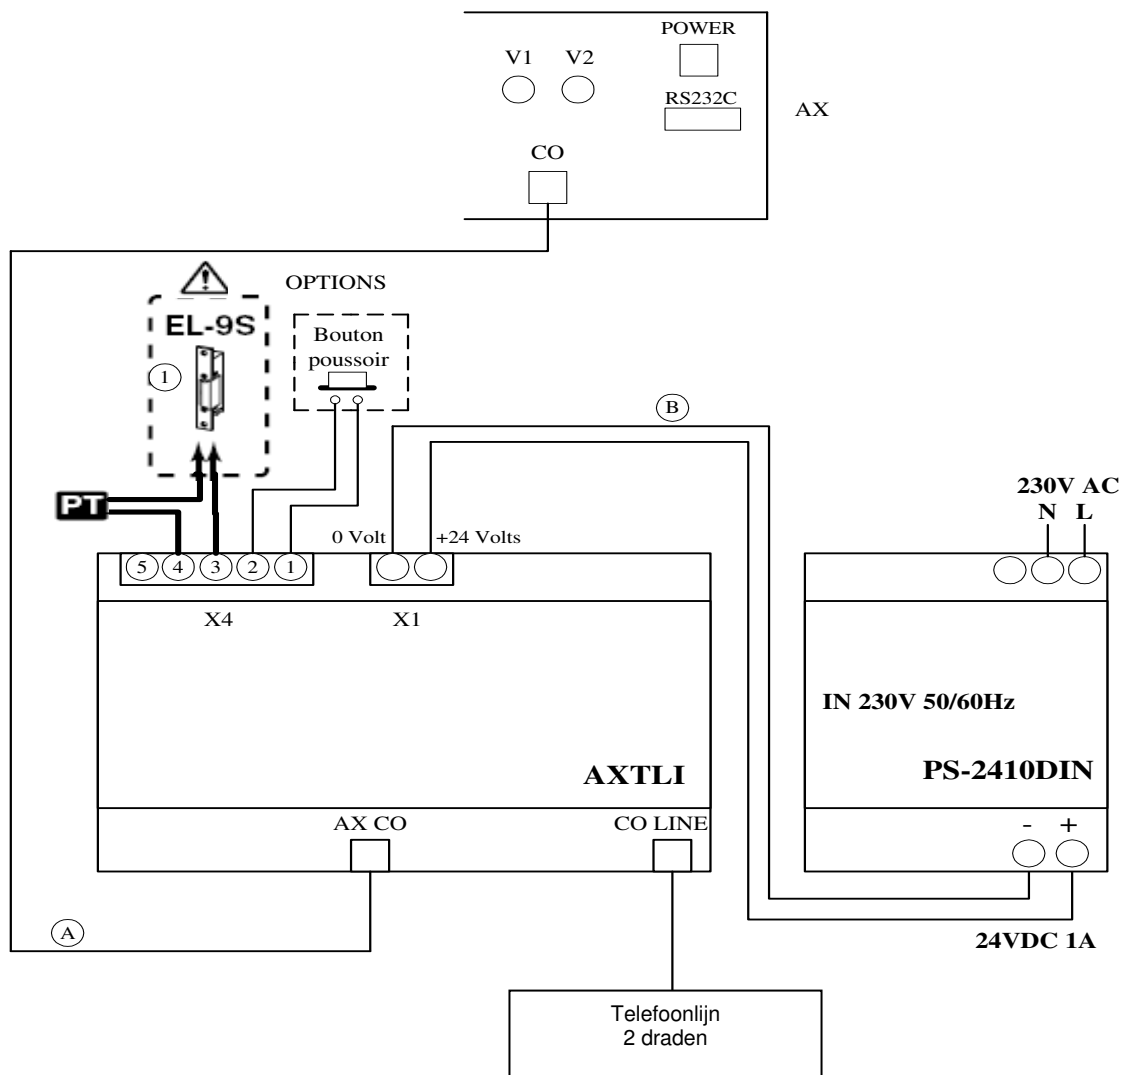 POWER
V1 V2
RS232C
AX
CO
OPTIONS
EL-9S
1
Bouton
poussoir
B
PT
230V AC
N L
0 Volt +24 Volts
5 4 3 2 1
X4 X1
IN 230V 50/60Hz
AXTLI
PS-2410DIN
AX CO CO LINE
- +
A
24VDC 1A
Telefoonlijn
2 draden